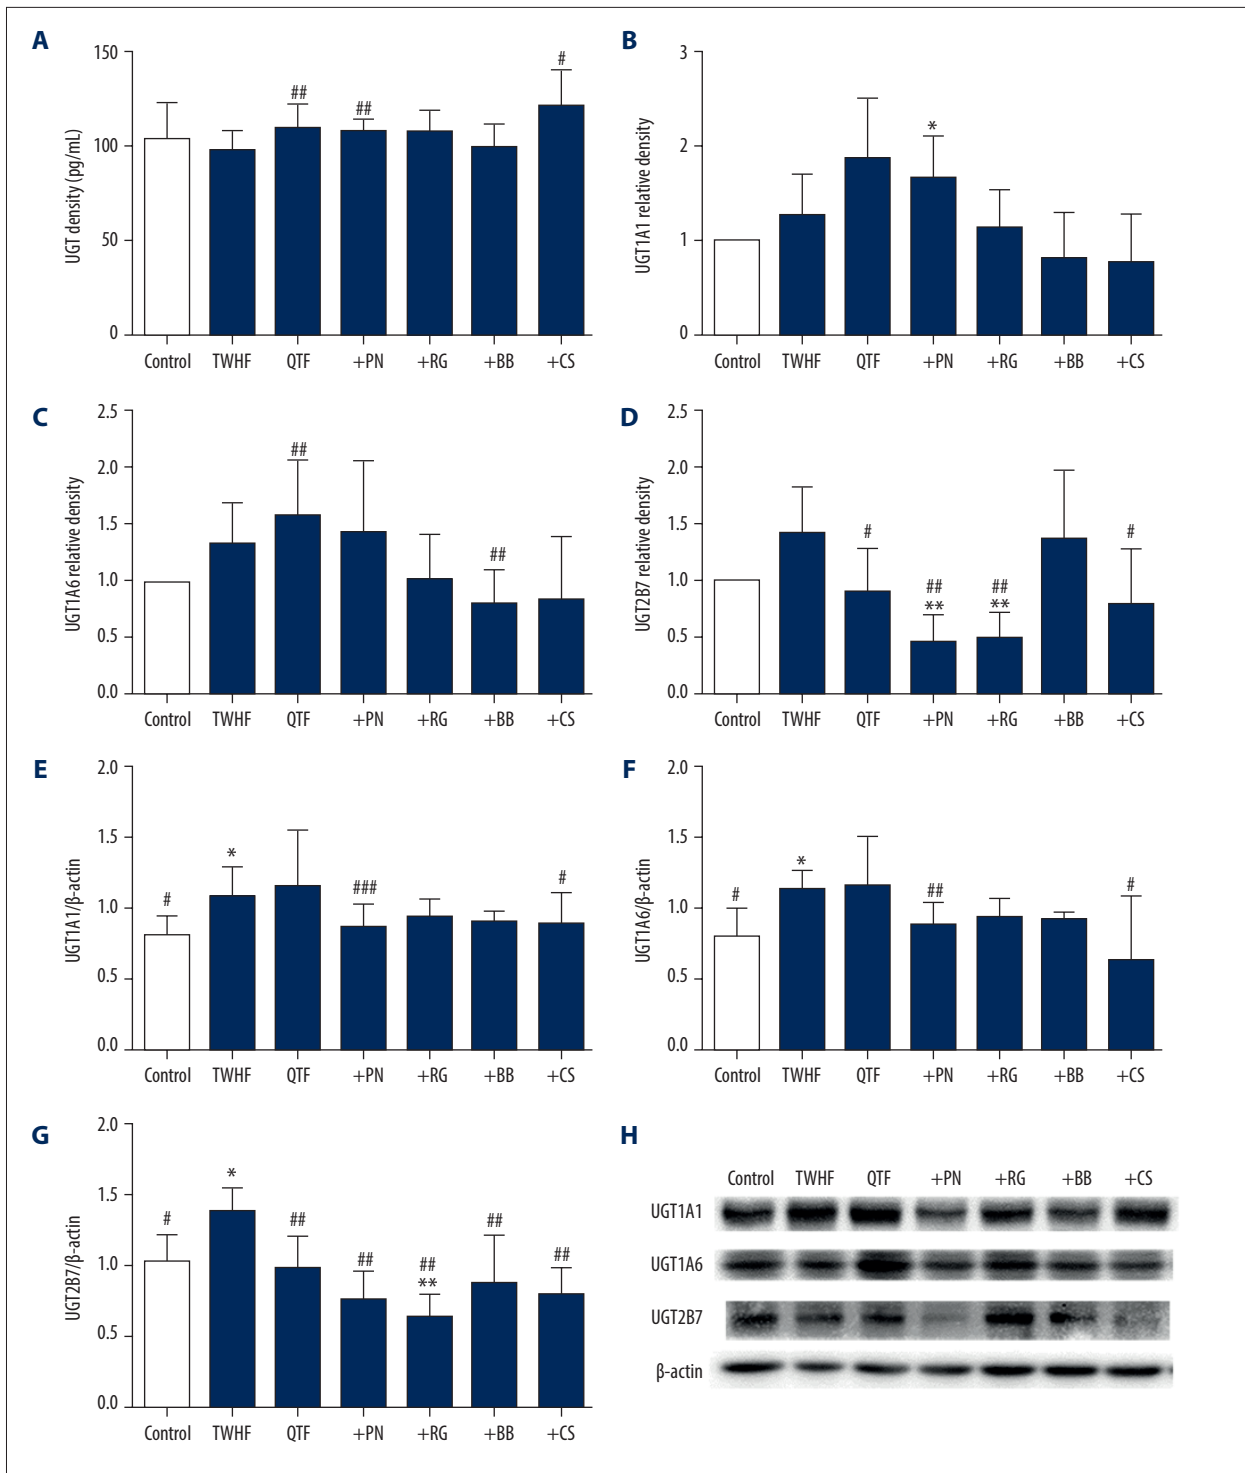 A
UGT density (pg/mL)
150
100
50
0
##
##
#
Control TWHF QTF +PN +RG +BB +CS
B
UGT1A1 relative density
3
2
1
0
*
Control TWHF QTF +PN +RG +BB +CS
C
UGT1A6 relative density
2.5
2.0
1.5
1.0
0.5
0.0
##
##
Control TWHF QTF +PN +RG +BB +CS
D
UGT2B7 relative density
2.5
2.0
1.5
1.0
0.5
0.0
#
##
**
##
**
#
Control TWHF QTF +PN +RG +BB +CS
E
UGT1A1/β-actin
2.0
1.5
1.0
0.5
0.0
#
*
###
#
Control TWHF QTF +PN +RG +BB +CS
F
UGT1A6/β-actin
2.0
1.5
1.0
0.5
0.0
#
*
##
#
Control TWHF QTF +PN +RG +BB +CS
G
UGT2B7/β-actin
2.0
1.5
1.0
0.5
0.0
#
*
##
##
##
**
##
##
Control TWHF QTF +PN +RG +BB +CS
H
Control TWHF QTF +PN +RG +BB +CS
UGT1A1
UGT1A6
UGT2B7
β-actin